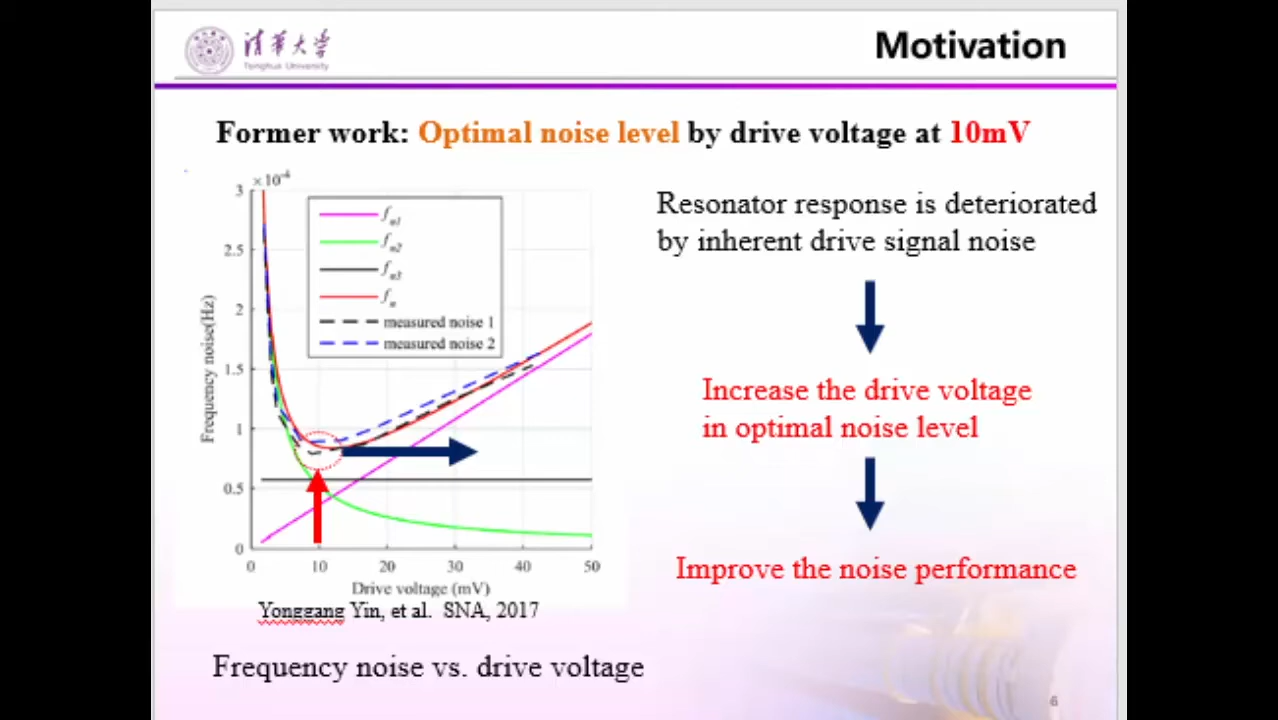 清华大学
Tsinghua University
Motivation
Former work: Optimal noise level by drive voltage at 10mV
×10⁻⁴
3
2.5
2
1.5
1
0.5
0
Frequency noise(Hz)
fn1
fn2
fn3
fn
measured noise 1
measured noise 2
0 10 20 30 40 50
Drive voltage (mV)
Yonggang Yin, et al. SNA, 2017
Frequency noise vs. drive voltage
Resonator response is deteriorated
by inherent drive signal noise
Increase the drive voltage
in optimal noise level
Improve the noise performance
6